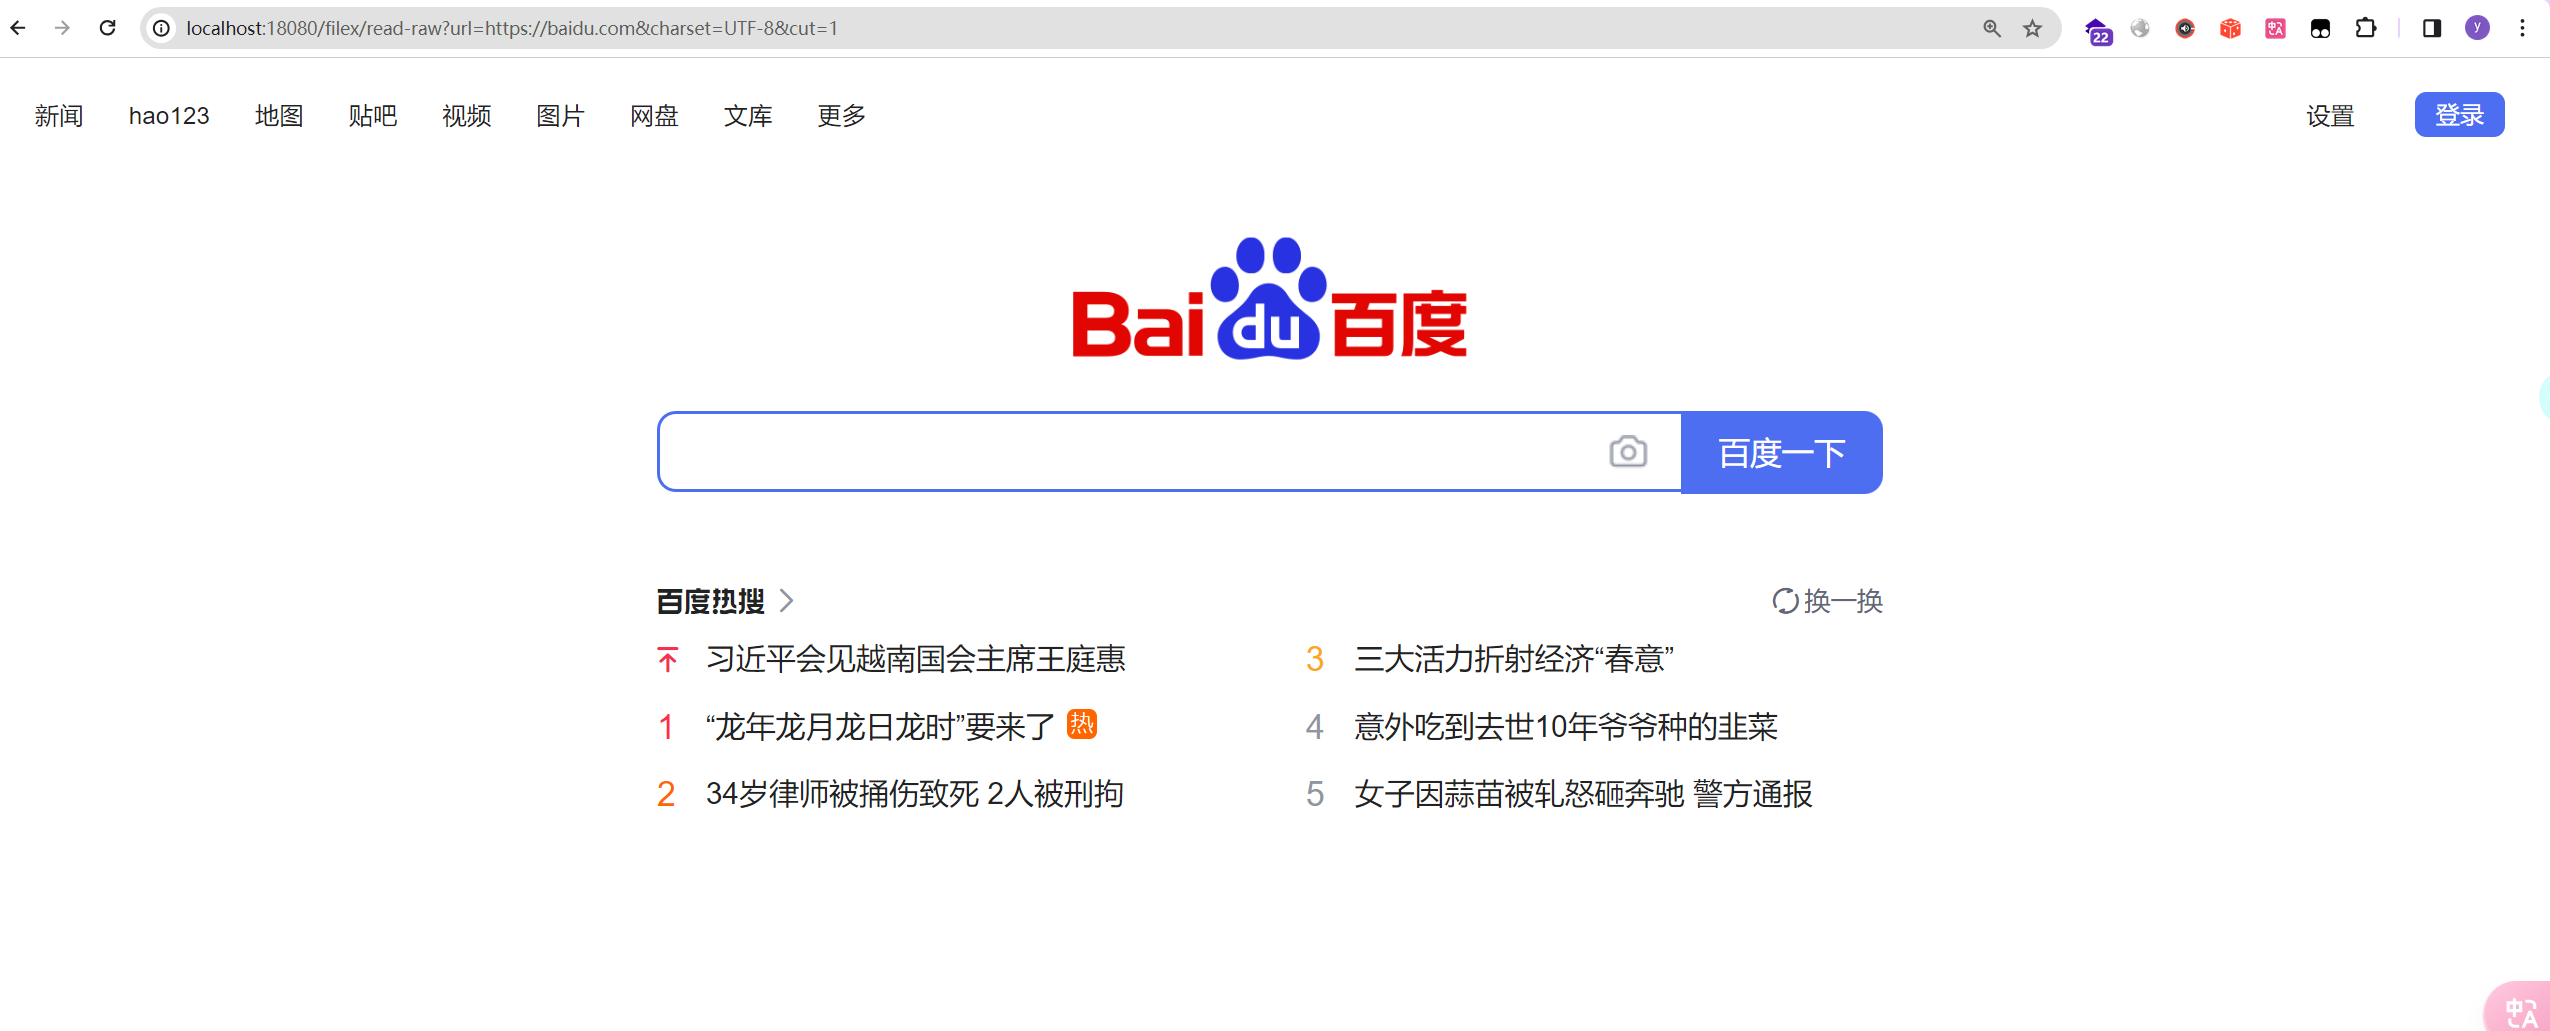 localhost:18080/filex/read-raw?url=https://baidu.com&charset=UTF-8&cut=1
22
中A
y
新闻 hao123 地图 贴吧 视频 图片 网盘 文库 更多 设置 登录
Bai du 百度
百度一下
百度热搜 换一换
习近平会见越南国会主席王庭惠
1 “龙年龙月龙日龙时”要来了 热
2 34岁律师被捅伤致死 2人被刑拘
3 三大活力折射经济“春意”
4 意外吃到去世10年爷爷种的韭菜
5 女子因蒜苗被轧怒砸奔驰 警方通报
中A